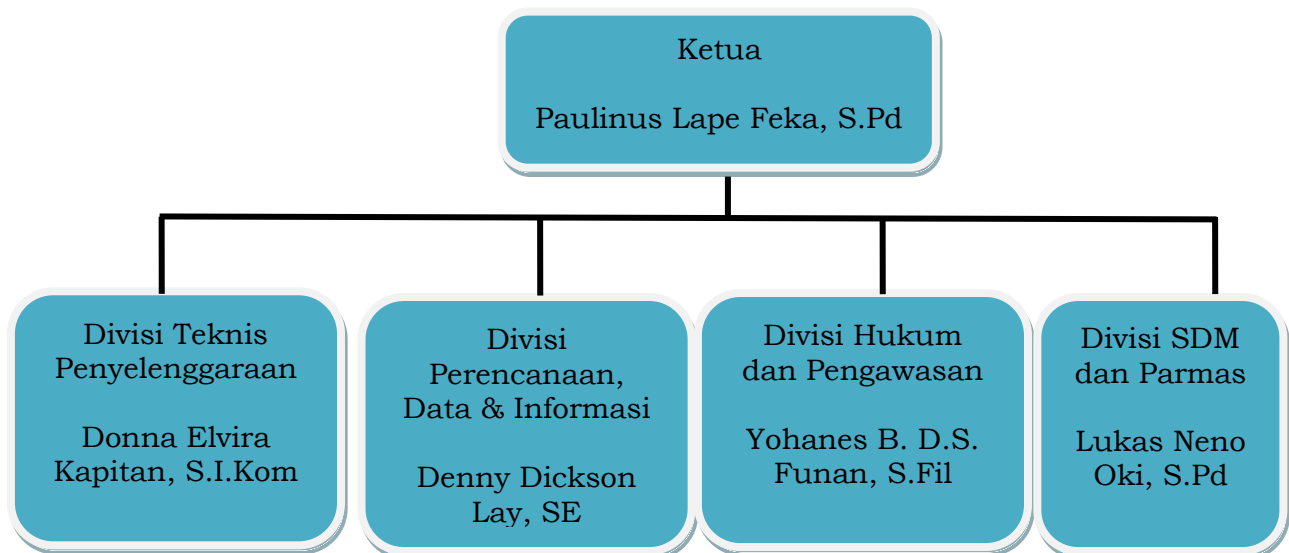 Ketua
Paulinus Lape Feka, S.Pd
Divisi Teknis
Penyelenggaraan
Donna Elvira
Kapitan, S.I.Kom
Divisi
Perencanaan,
Data & Informasi
Denny Dickson
Lay, SE
Divisi Hukum
dan Pengawasan
Yohanes B. D.S.
Funan, S.Fil
Divisi SDM
dan Parmas
Lukas Neno
Oki, S.Pd